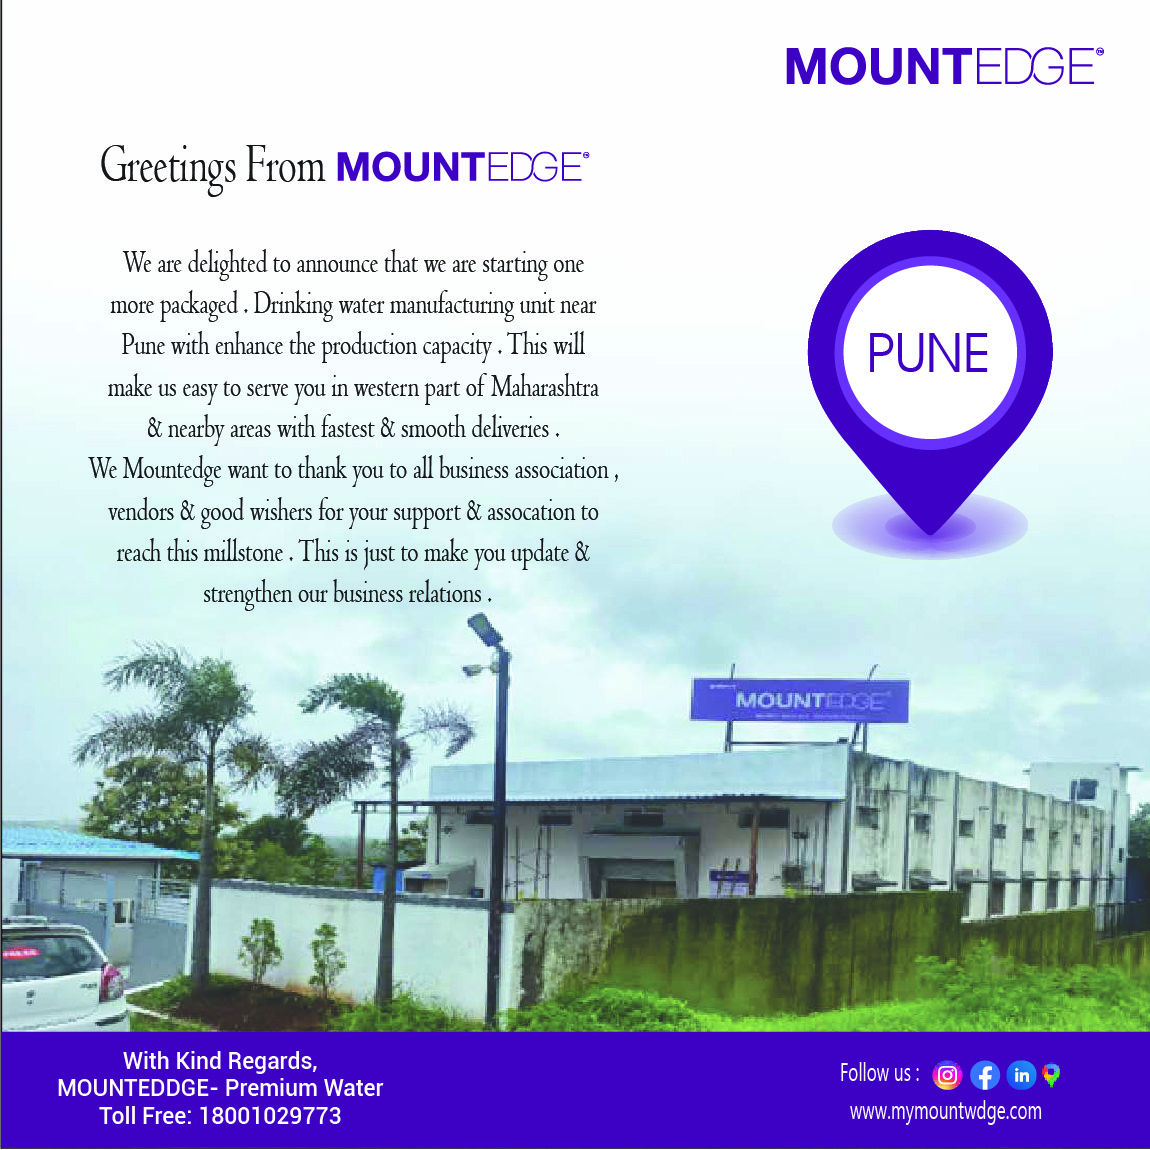 MOUNTEDGE™
Greetings From MOUNTEDGE™
We are delighted to announce that we are starting one
more packaged . Drinking water manufacturing unit near
Pune with enhance the production capacity . This will
make us easy to serve you in western part of Maharashtra
& nearby areas with fastest & smooth deliveries .
We Mountedge want to thank you to all business association ,
vendors & good wishers for your support & assocation to
reach this millstone . This is just to make you update &
strengthen our business relations .
PUNE
MOUNTEDGE
With Kind Regards,
MOUNTEDDGE- Premium Water
Toll Free: 18001029773
Follow us :
www.mymountwdge.com